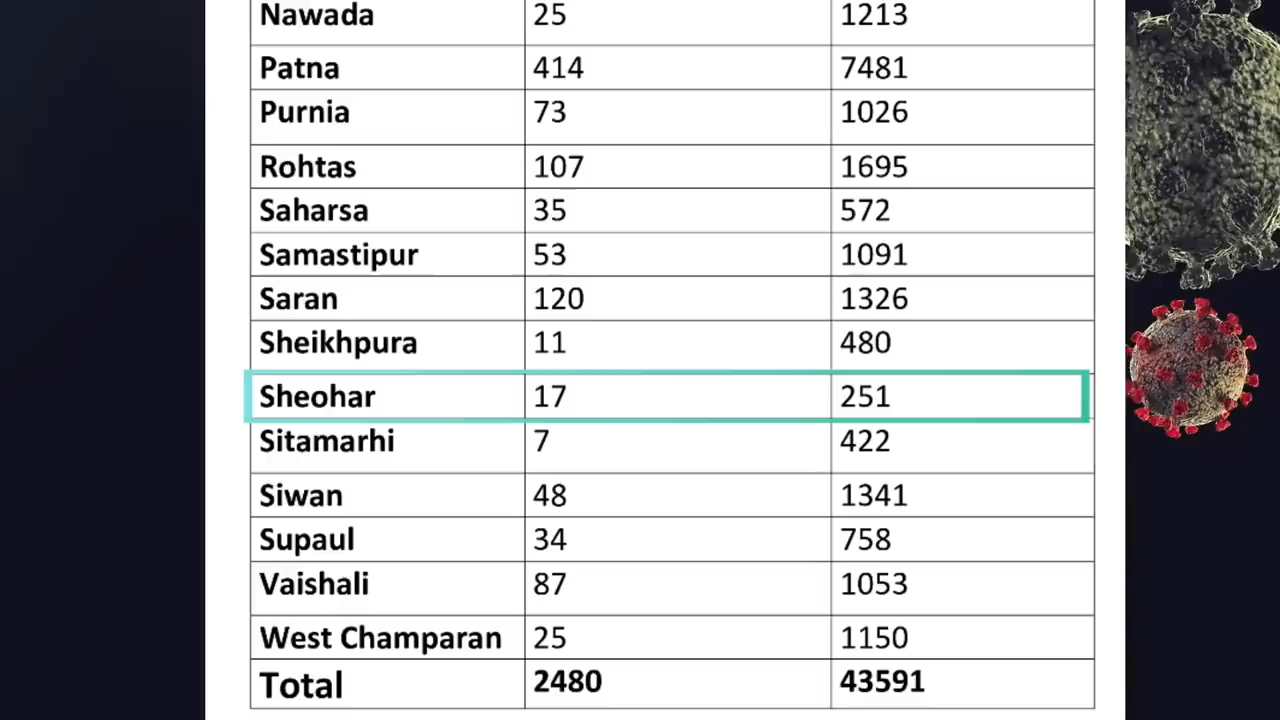 Nawada 25 1213
Patna 414 7481
Purnia 73 1026
Rohtas 107 1695
Saharsa 35 572
Samastipur 53 1091
Saran 120 1326
Sheikhpura 11 480
Sheohar 17 251
Sitamarhi 7 422
Siwan 48 1341
Supaul 34 758
Vaishali 87 1053
West Champaran 25 1150
Total 2480 43591